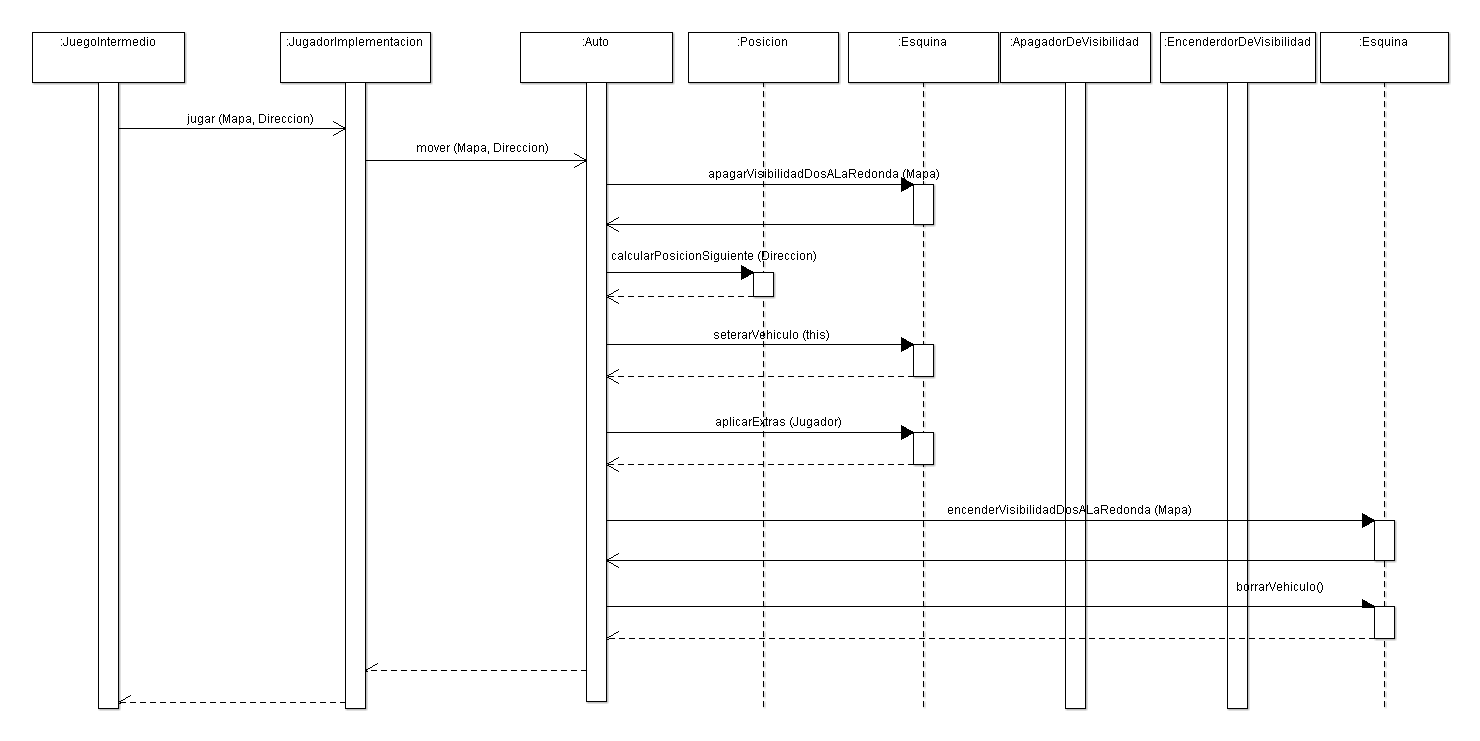 :JuegoIntermedio
:JugadorImplementacion
:Auto
:Posicion
:Esquina
:ApagadorDeVisibilidad
:EncenderdorDeVisibilidad
:Esquina
jugar (Mapa, Direccion)
mover (Mapa, Direccion)
apagarVisibilidadDosALaRedonda (Mapa)
calcularPosicionSiguiente (Direccion)
seterarVehiculo (this)
aplicarExtras (Jugador)
encenderVisibilidadDosALaRedonda (Mapa)
borrarVehiculo()